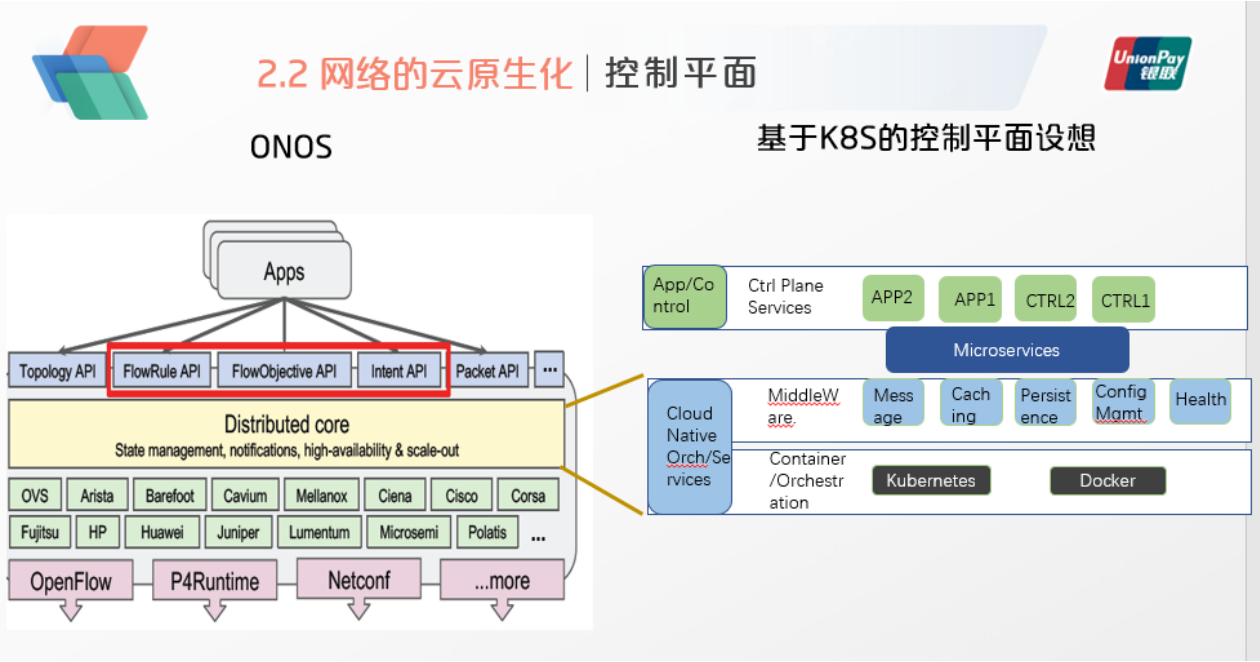 2.2 网络的云原生化|控制平面
UnionPay
银联
ONOS
基于K8S的控制平面设想
Apps
Topology API
FlowRule API
FlowObjective API
Intent API
Packet API
...
Distributed core
State management, notifications, high-availability & scale-out
OVS
Arista
Barefoot
Cavium
Mellanox
Ciena
Cisco
Corsa
Fujitsu
HP
Huawei
Juniper
Lumentum
Microsemi
Polatis
...
OpenFlow
P4Runtime
Netconf
...more
App/Co
ntrol
Ctrl Plane
Services
APP2
APP1
CTRL2
CTRL1
Microservices
Cloud
Native
Orch/Se
rvices
MiddleW
are.
Mess
age
Cach
ing
Persist
ence
Config
Mgmt
Health
Container
/Orchestr
ation
Kubernetes
Docker